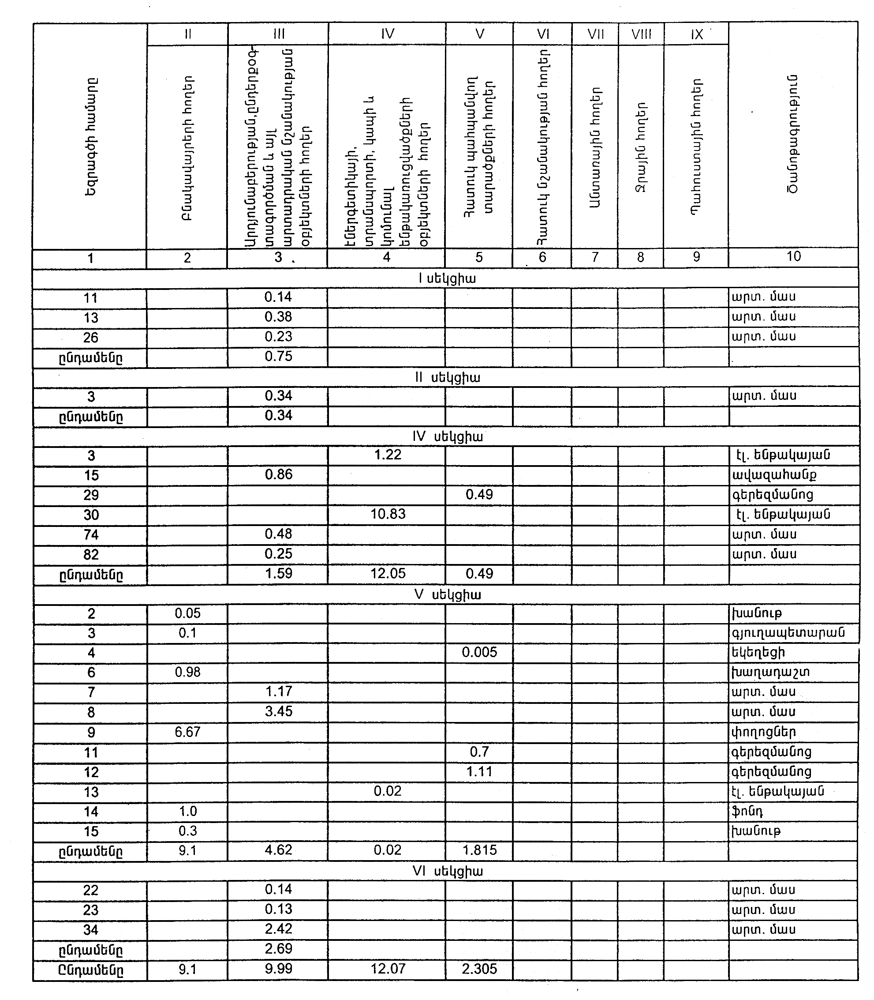 II III IV V VI VII VIII IX
Եզրագծի համարը
Բնակավայրերի հողեր
Արդյունաբերության,ընդերքօգ-
տագործման և այլ
արտադրական նշանակության
օբյեկտների հողեր
Էներգետիկայի,
տրանսպորտի, կապի և
կոմունալ
ենթակառուցվածքների
օբյեկտների հողեր
Հատուկ պահպանվող
տարածքների հողեր
Հատուկ նշանակության հողեր
Անտառային հողեր
Ջրային հողեր
Պահուստային հողեր
Ծանոթագրություն
1 2 3 4 5 6 7 8 9 10
I սեկցիա
11 0.14 արտ. մաս
13 0.38 արտ. մաս
26 0.23 արտ. մաս
ընդամենը 0.75
II սեկցիա
3 0.34 արտ. մաս
ընդամենը 0.34
IV սեկցիա
3 1.22 էլ. ենթակայան
15 0.86 ավազահանք
29 0.49 գերեզմանոց
30 10.83 էլ. ենթակայան
74 0.48 արտ. մաս
82 0.25 արտ. մաս
ընդամենը 1.59 12.05 0.49
V սեկցիա
2 0.05 խանութ
3 0.1 գյուղապետարան
4 0.005 եկեղեցի
6 0.98 խաղադաշտ
7 1.17 արտ. մաս
8 3.45 արտ. մաս
9 6.67 փողոցներ
11 0.7 գերեզմանոց
12 1.11 գերեզմանոց
13 0.02 էլ. ենթակայան
14 1.0 ֆոնդ
15 0.3 խանութ
ընդամենը 9.1 4.62 0.02 1.815
VI սեկցիա
22 0.14 արտ. մաս
23 0.13 արտ. մաս
34 2.42 արտ. մաս
ընդամենը 2.69
Ընդամենը 9.1 9.99 12.07 2.305